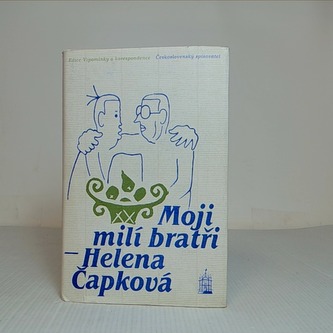 Edice Vzpomínky a korespondence Československý spisovatel
Moji
milí bratři
– Helena
Čapková